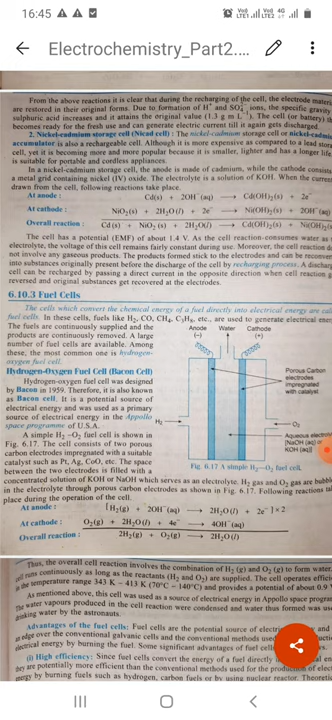 16:45
Electrochemistry_Part2....
From the above reactions it is clear that during the recharging of the cell, the electrode mater
are restored in their original forms. Due to formation of H⁺ and SO₄²⁻ ions, the specific gravity
sulphuric acid increases and it attains the original value (1.3 g m L⁻¹). The cell (or battery) th
becomes ready for the fresh use and can generate electric current till it again gets discharged.
2. Nickel-cadmium storage cell (Nicad cell) : The nickel-cadmium storage cell or nickel-cadmiu
accumulator is also a rechargeable cell. Although it is more expensive as compared to a lead stora
cell, yet it is becoming more and more popular because it is smaller, lighter and has a longer life
is suitable for portable and cordless appliances.
In a nickel-cadmium storage cell, the anode is made of cadmium, while the cathode consists
a metal grid containing nickel (IV) oxide. The electrolyte is a solution of KOH. When the curren
drawn from the cell, following reactions take place.
At anode : Cd(s) + 2OH⁻(aq) → Cd(OH)₂(s) + 2e⁻
At cathode : NiO₂(s) + 2H₂O(l) + 2e⁻ → Ni(OH)₂(s) + 2OH⁻(aq)
Overall reaction : Cd(s) + NiO₂(s) + 2H₂O(l) → Cd(OH)₂(s) + Ni(OH)₂(s
The cell has a potential (EMF) of about 1.4 V. As the cell reaction-consumes water as
electrolyte, the voltage of this cell remains fairly constant during use. Moreover, the cell reaction d
not involve any gaseous products. The products formed stick to the electrodes and can be reconver
into substances originally present before the discharge of the cell by recharging process. A discharg
cell can be recharged by passing a direct current in the opposite direction when cell reaction g
reversed and original substances get recovered at the electrodes.
6.10.3 Fuel Cells
The cells which convert the chemical energy of a fuel directly into electrical energy are cal
fuel cells. In these cells, fuels like H₂, CO, CH₄, C₃H₈, etc., are used to generate electrical ener
The fuels are continuously supplied and the
products are continuously removed. A large
number of fuel cells are available. Among
these, the most common one is hydrogen-
oxygen fuel cell.
Hydrogen-Oxygen Fuel Cell (Bacon Cell)
Hydrogen-oxygen fuel cell was designed
by Bacon in 1959. Therefore, it is also known
as Bacon cell. It is a potential source of
electrical energy and was used as a primary
source of electrical energy in the Appollo
space programme of U.S.A.
A simple H₂ –O₂ fuel cell is shown in
Fig. 6.17. The cell consists of two porous
carbon electrodes impregnated with a suitable
catalyst such as Pt, Ag, CoO, etc. The space
between the two electrodes is filled with a
Anode Water Cathode
(–) (+)
Porous Carbon
electrodes
impregnated
with catalyst
H₂
O₂
Aqueous electroly
[NaOH (aq) or
KOH (aq)]
Fig. 6.17 A simple H₂–O₂ fuel cell.
concentrated solution of KOH or NaOH which serves as an electrolyte. H₂ gas and O₂ gas are bubble
in the electrolyte through porous carbon electrodes as shown in Fig. 6.17. Following reactions ta
place during the operation of the cell.
At anode : [H₂(g) + 2OH⁻(aq) → 2H₂O(l) + 2e⁻] × 2
At cathode : O₂(g) + 2H₂O(l) + 4e⁻ → 4OH⁻(aq)
Overall reaction : 2H₂(g) + O₂(g) → 2H₂O(l)
Thus, the overall cell reaction involves the combination of H₂ (g) and O₂ (g) to form water.
cell runs continuously as long as the reactants (H₂ and O₂) are supplied. The cell operates efficie
the temperature range 343 K – 413 K (70°C – 140°C) and provides a potential of about 0.9 V
As mentioned above, this cell was used as a source of electrical energy in Appollo space program
The water vapours produced in the cell reaction were condensed and water thus formed was use
drinking water by the astronauts.
Advantages of the fuel cells: Fuel cells are the potential source of electri and
an edge over the conventional galvanic cells and the conventional methods used
electrical energy by burning the fuel. Some significant advantages of fuel cells
(i) High efficiency: Since fuel cells convert the energy of a fuel directly
they are potentially more efficient than the conventional methods used for the production of elect
energy by burning fuels such as hydrogen, carbon fuels or by using nuclear reactor. Theoreti